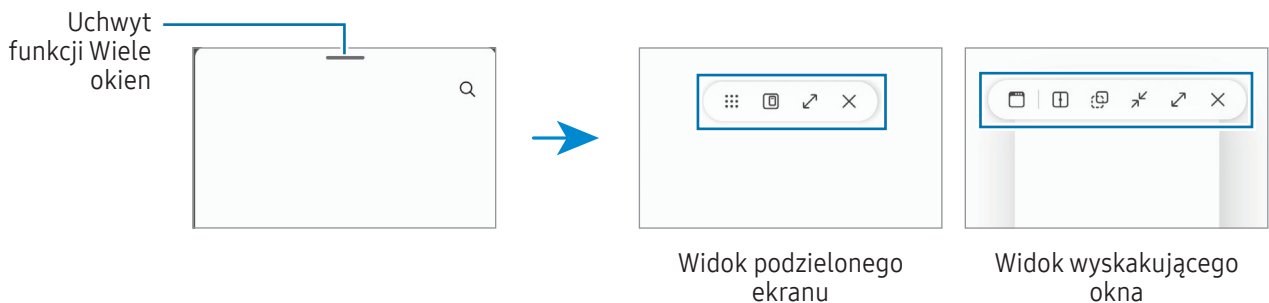 Uchwyt
funkcji Wiele
okien
Widok podzielonego
ekranu
Widok wyskakującego
okna